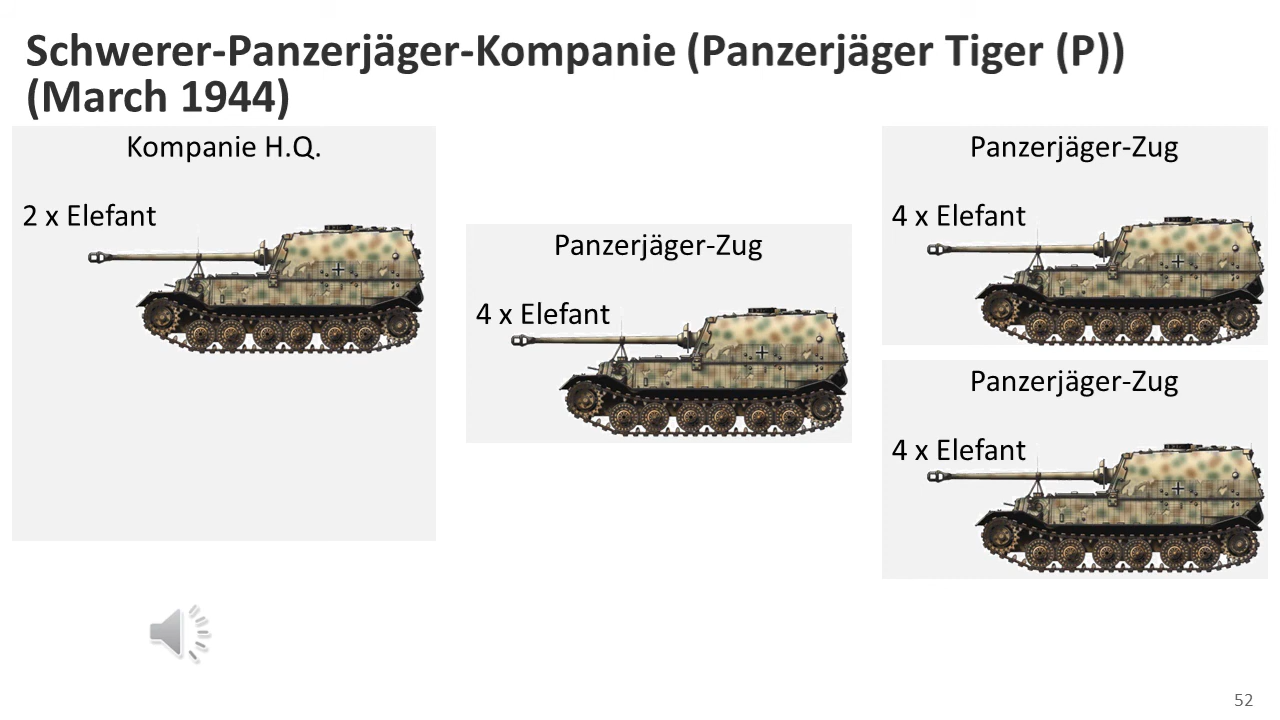 Schwerer-Panzerjäger-Kompanie (Panzerjäger Tiger (P))
(March 1944)
Kompanie H.Q.
2 x Elefant
Panzerjäger-Zug
4 x Elefant
Panzerjäger-Zug
4 x Elefant
Panzerjäger-Zug
4 x Elefant
52